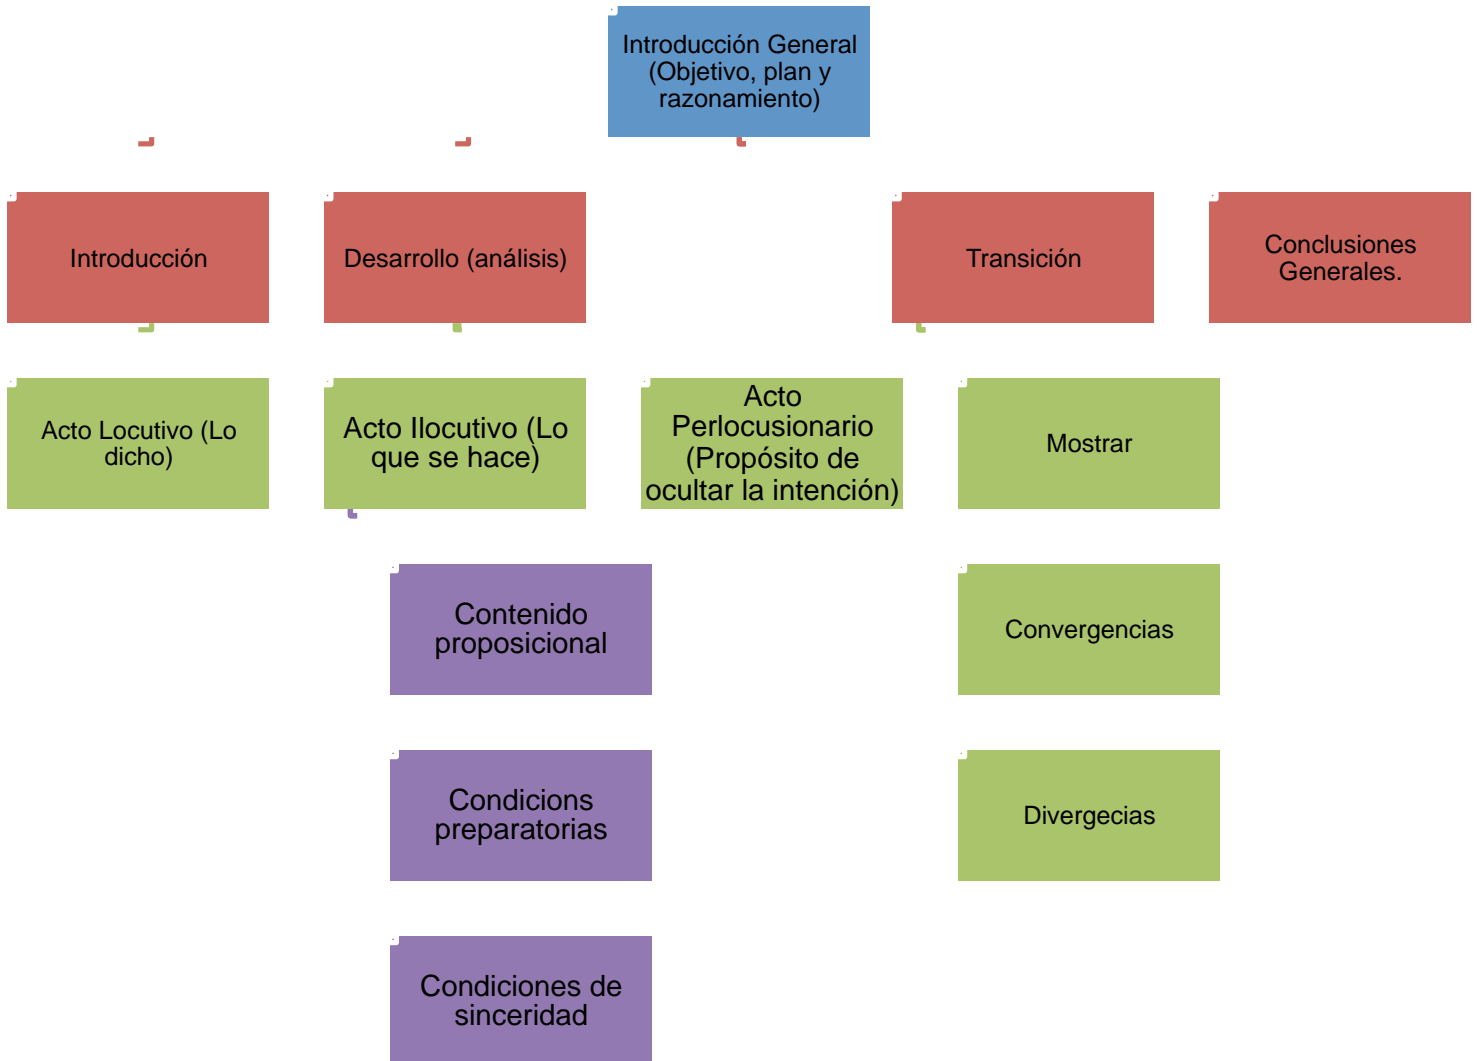 Introducción General
(Objetivo, plan y
razonamiento)
Introducción
Desarrollo (análisis)
Transición
Conclusiones
Generales.
Acto Locutivo (Lo
dicho)
Acto Ilocutivo (Lo
que se hace)
Acto
Perlocusionario
(Propósito de
ocultar la intención)
Mostrar
Contenido
proposicional
Convergencias
Condicions
preparatorias
Divergecias
Condiciones de
sinceridad